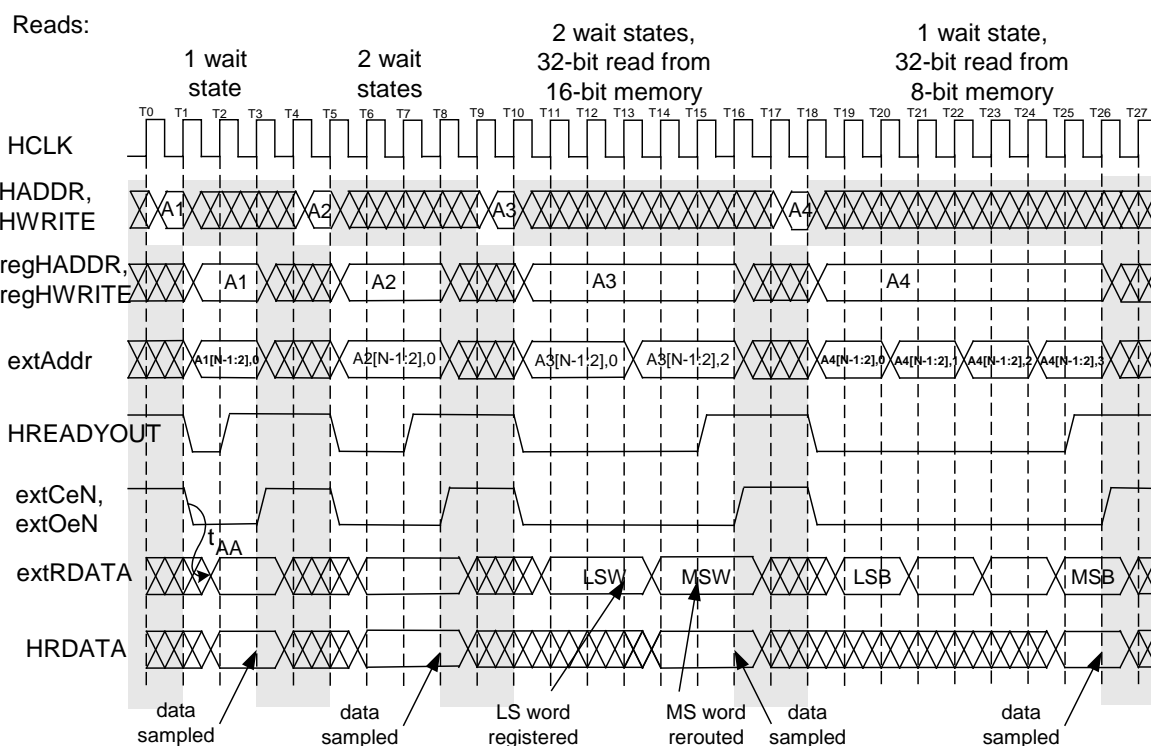 Reads:
1 wait
state
2 wait
states
2 wait states,
32-bit read from
16-bit memory
1 wait state,
32-bit read from
8-bit memory
T0 T1 T2 T3 T4 T5 T6 T7 T8 T9 T10 T11 T12 T13 T14 T15 T16 T17 T18 T19 T20 T21 T22 T23 T24 T25 T26 T27
HCLK
HADDR,
HWRITE
A1 A2 A3 A4
regHADDR,
regHWRITE
A1 A2 A3 A4
extAddr
A1[N-1:2],0 A2[N-1:2],0 A3[N-1:2],0 A3[N-1:2],2 A4[N-1:2],0 A4[N-1:2],1 A4[N-1:2],2 A4[N-1:2],3
HREADYOUT
extCeN,
extOeN
tAA
extRDATA
LSW MSW LSB MSB
HRDATA
data
sampled
data
sampled
LS word
registered
MS word
rerouted
data
sampled
data
sampled